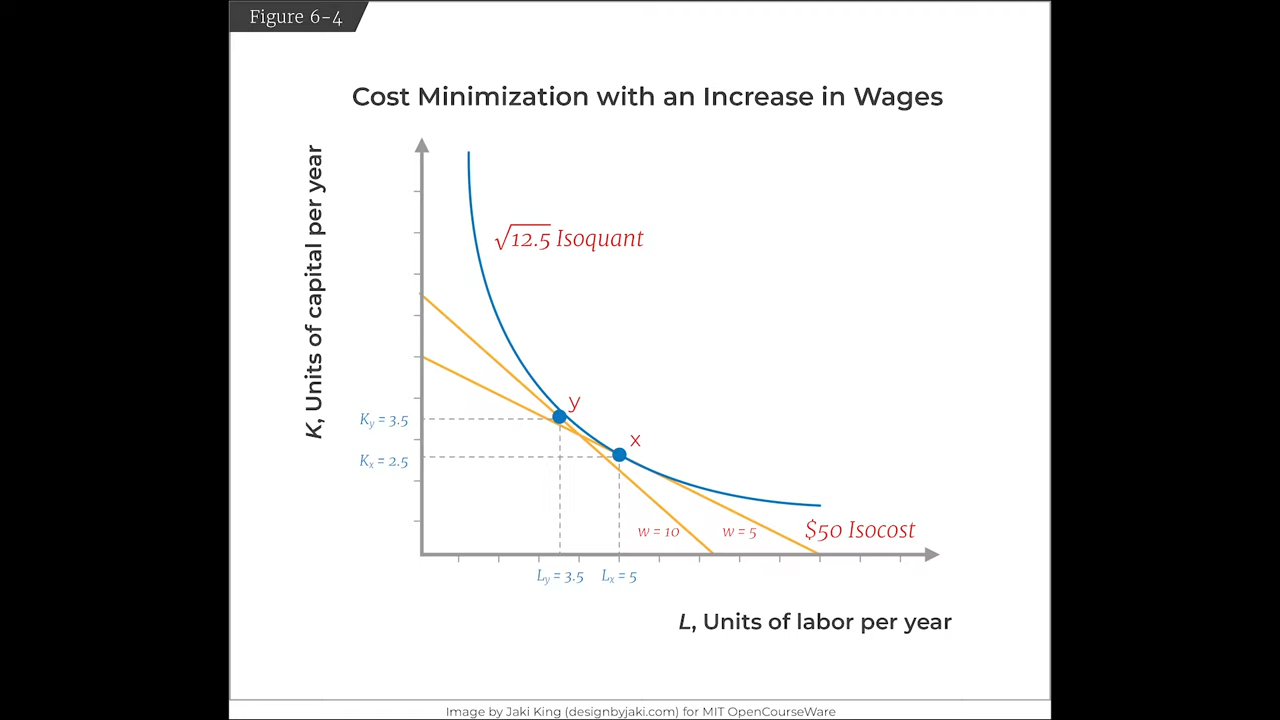 Figure 6-4
Cost Minimization with an Increase in Wages
K, Units of capital per year
√12.5 Isoquant
y
x
Ky = 3.5
Kx = 2.5
w = 10
w = 5
$50 Isocost
Ly = 3.5
Lx = 5
L, Units of labor per year
Image by Jaki King (designbyjaki.com) for MIT OpenCourseWare